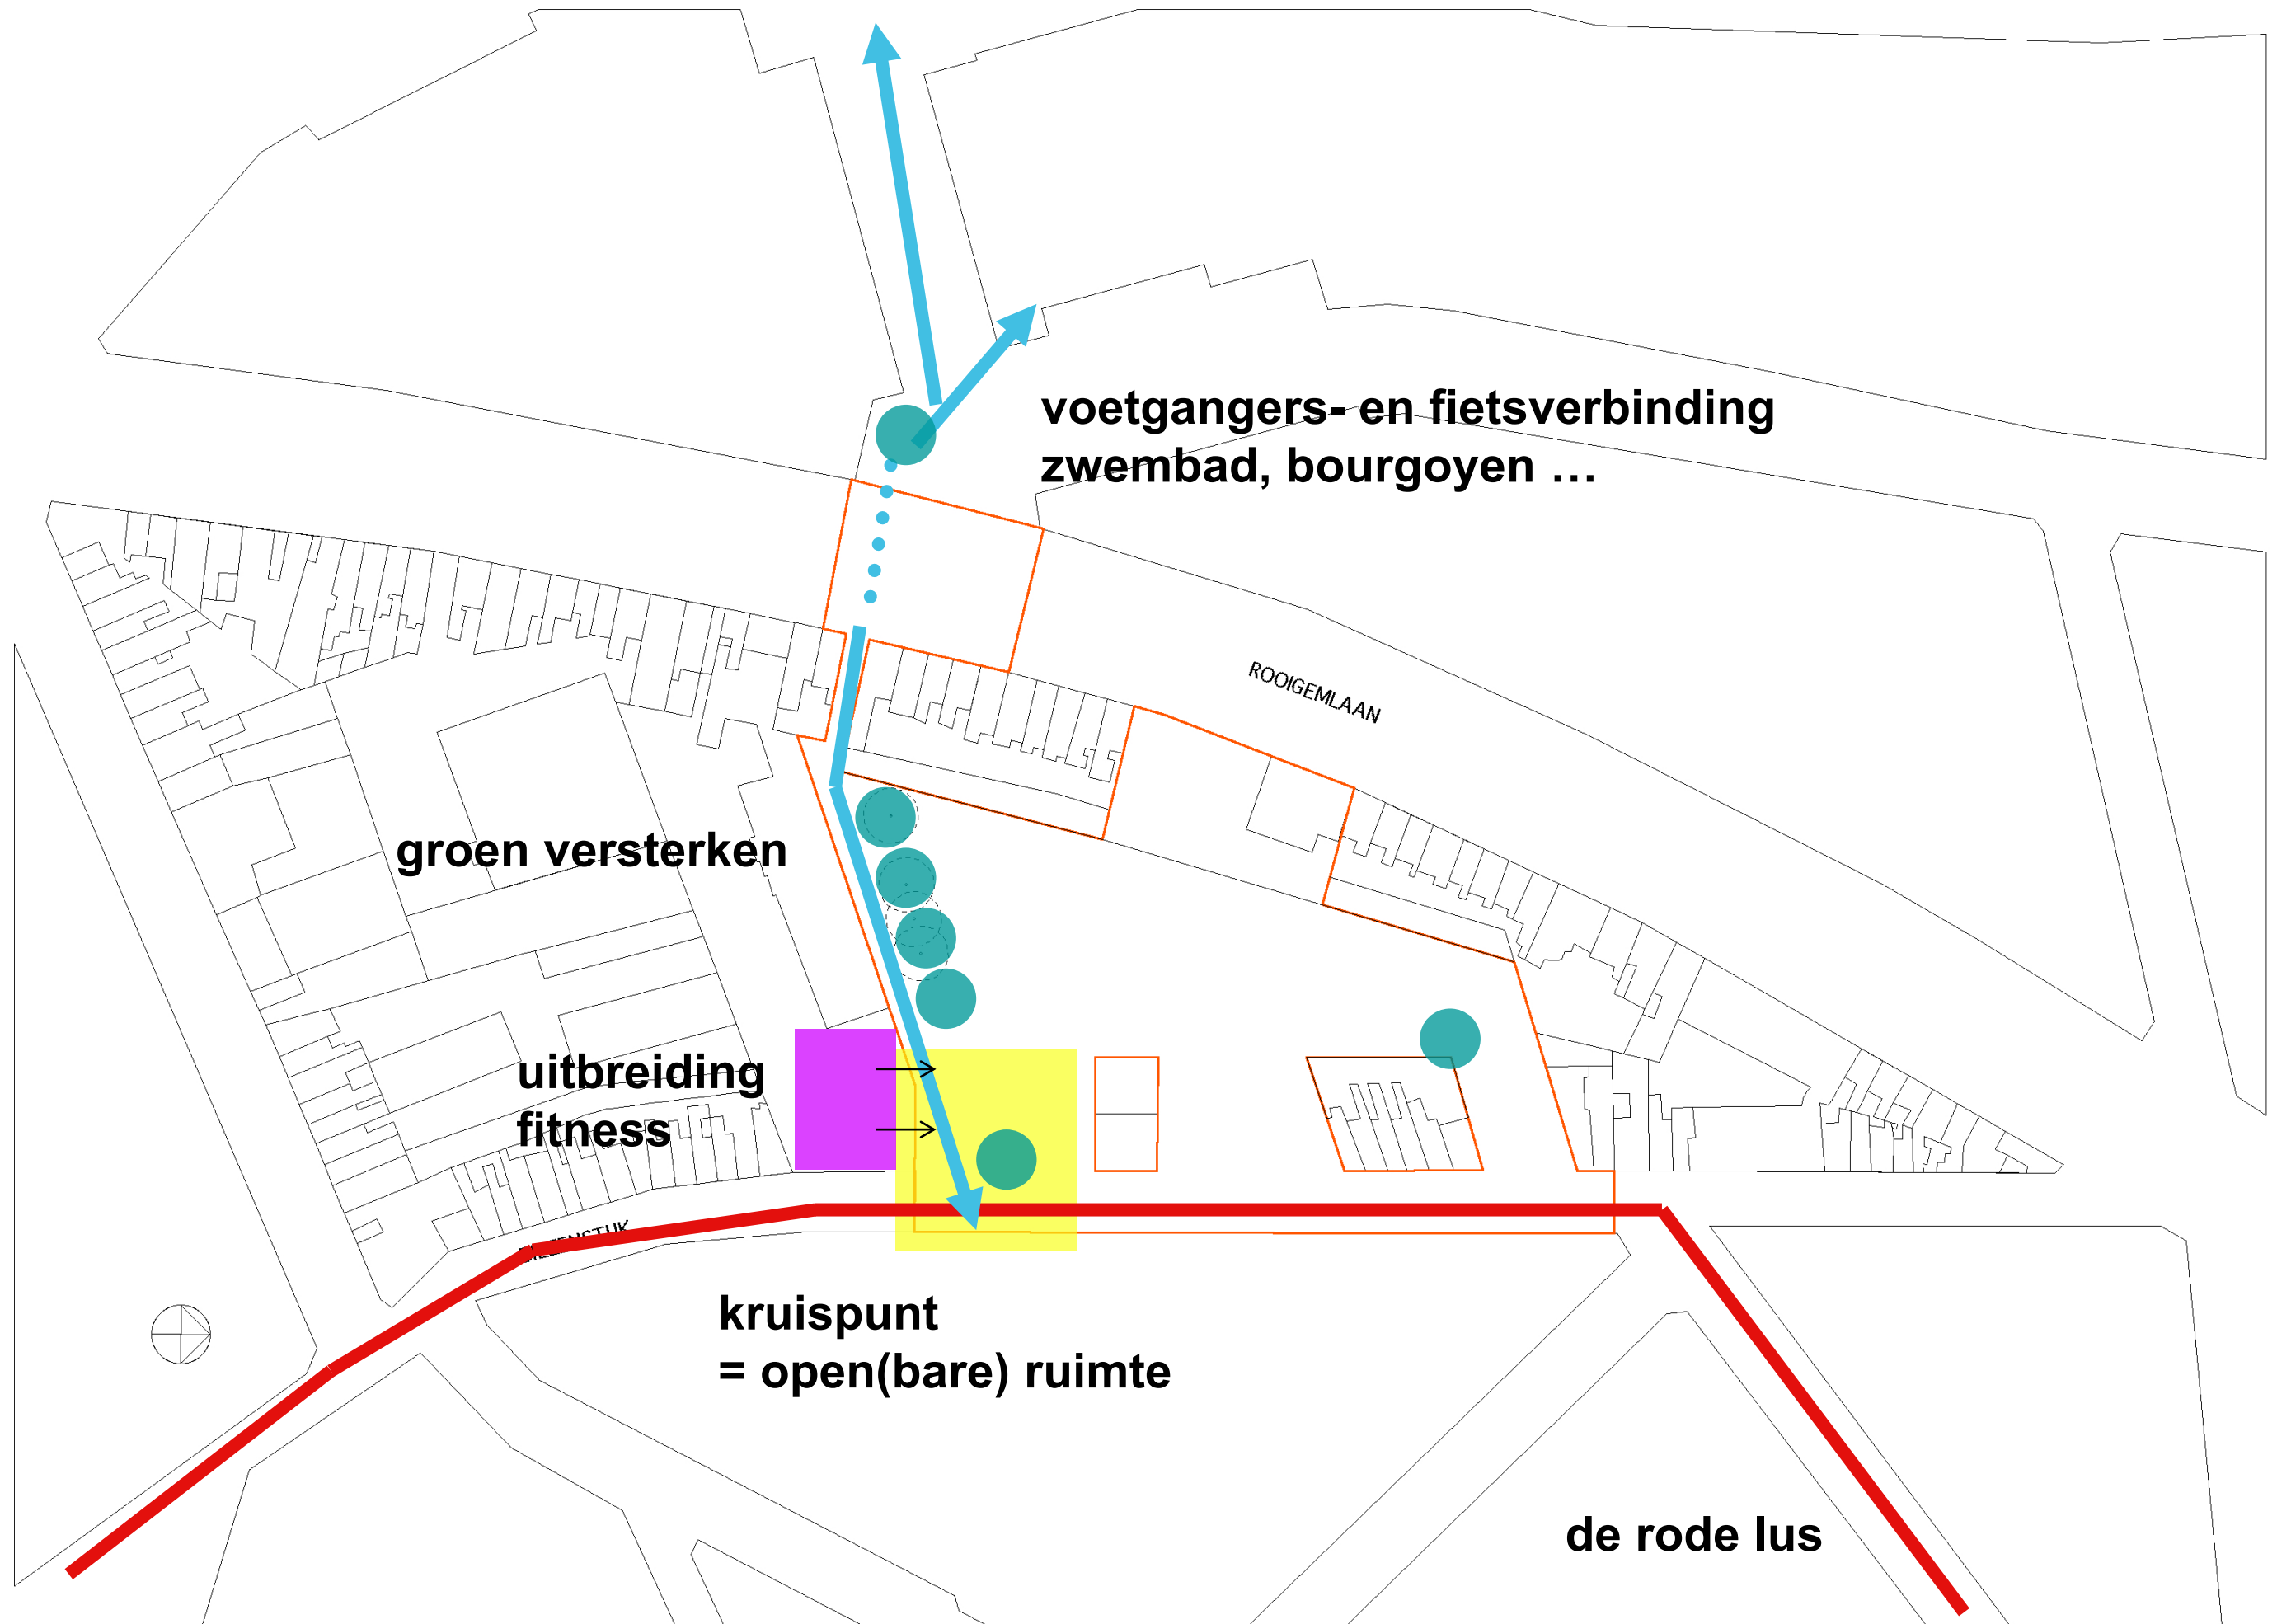 voetgangers- en fietsverbinding
zwembad, bourgoyen …
ROOIGEMLAAN
groen versterken
uitbreiding
fitness
kruispunt
= open(bare) ruimte
de rode lus